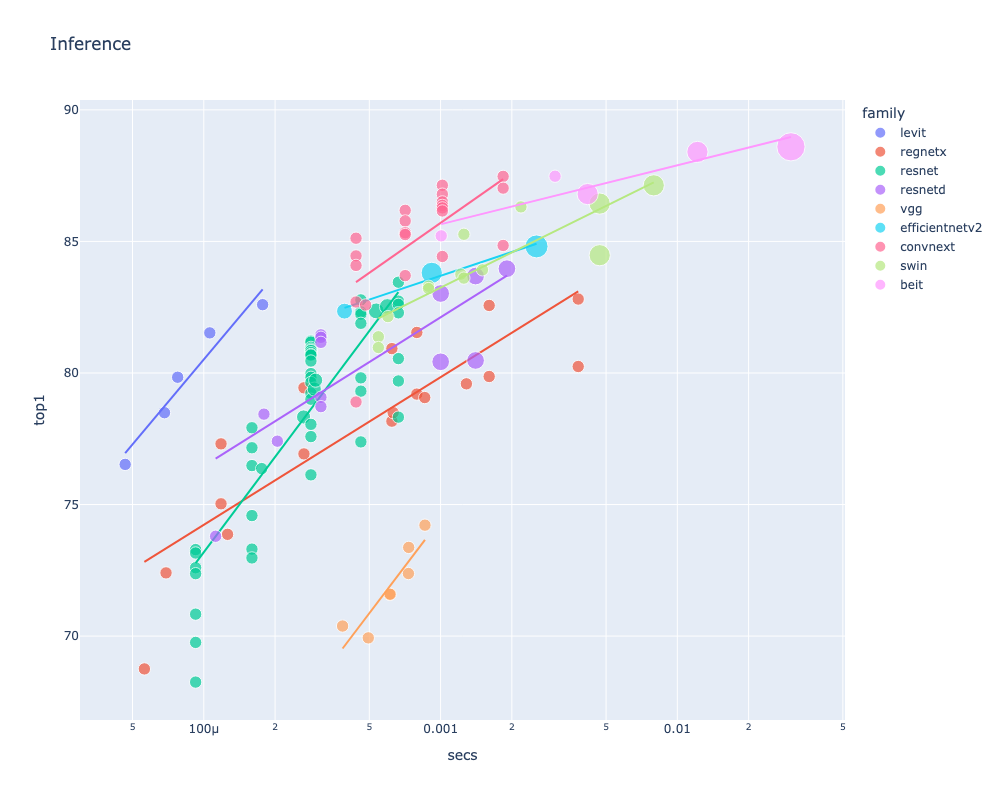 Inference
family
levit
regnetx
resnet
resnetd
vgg
efficientnetv2
convnext
swin
beit
90
85
80
75
70
top1
5
100μ
2
5
0.001
2
5
0.01
2
5
secs